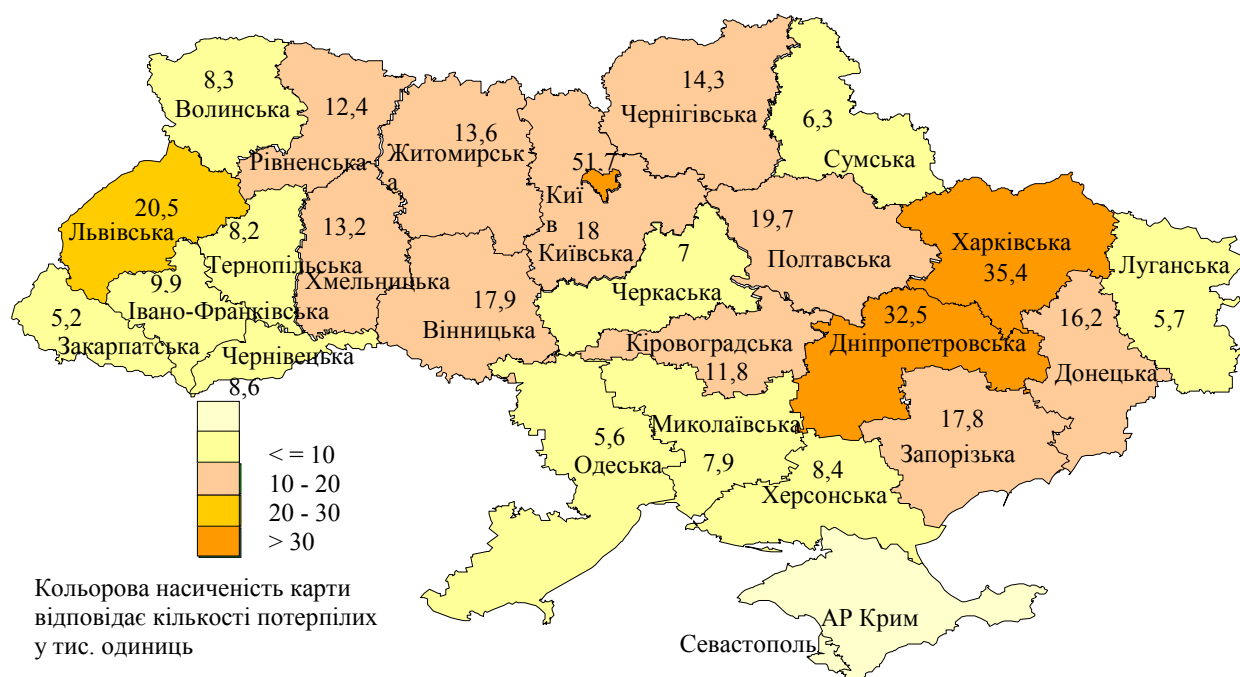 8,3
Волинська
12,4
Рівненська
13,6
Житомирськ
а
51,7
Киї
в
18
Київська
14,3
Чернігівська
6,3
Сумська
20,5
Львівська
8,2
Тернопільська
13,2
Хмельницька
17,9
Вінницька
7
Черкаська
19,7
Полтавська
Харківська
35,4
Луганська
5,7
9,9
Івано-Франківська
5,2
Закарпатська
Чернівецька
8,6
Кіровоградська
11,8
32,5
Дніпропетровська
16,2
Донецька
5,6
Одеська
Миколаївська
7,9
8,4
Херсонська
17,8
Запорізька
АР Крим
Севастополь
< = 10
10 - 20
20 - 30
> 30
Кольорова насиченість карти
відповідає кількості потерпілих
у тис. одиниць